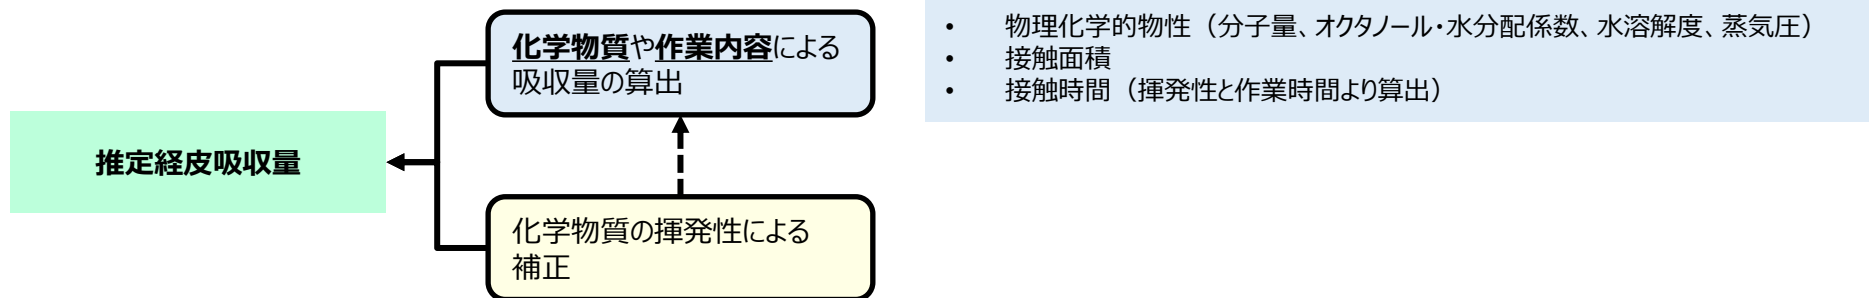 化学物質や作業内容による
吸収量の算出
推定経皮吸収量
化学物質の揮発性による
補正
• 物理化学的物性（分子量、オクタノール・水分配係数、水溶解度、蒸気圧）
• 接触面積
• 接触時間（揮発性と作業時間より算出）